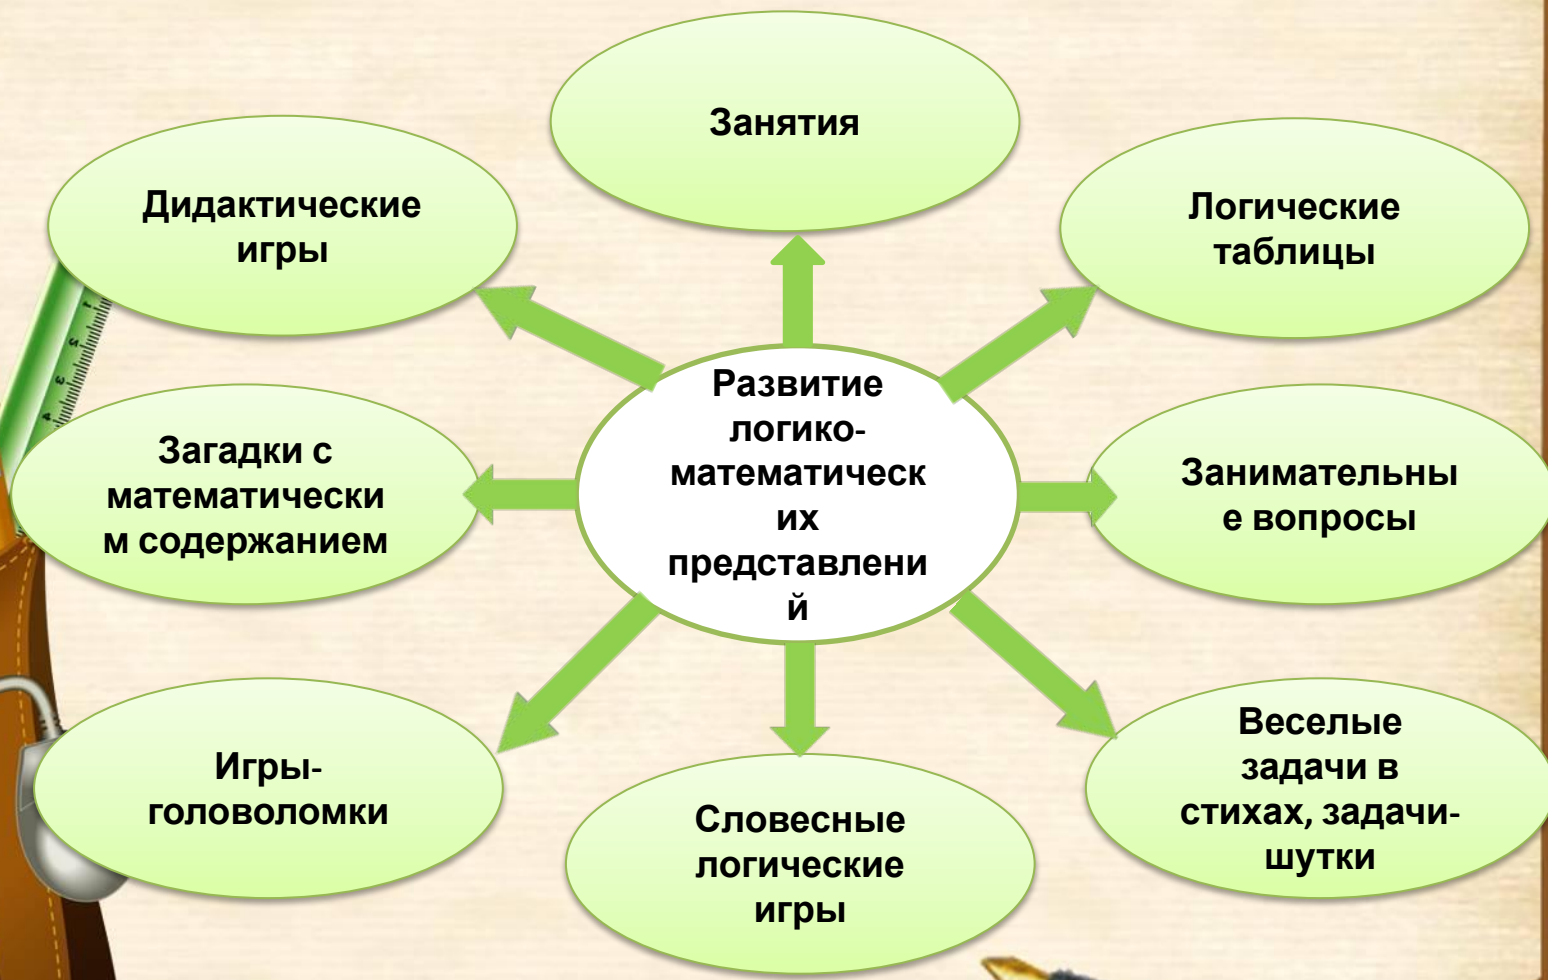 Занятия
Дидактические
игры
Логические
таблицы
Развитие
логико-
математическ
их
представлени
й
Загадки с
математически
м содержанием
Занимательны
е вопросы
Игры-
головоломки
Словесные
логические
игры
Веселые
задачи в
стихах, задачи-
шутки